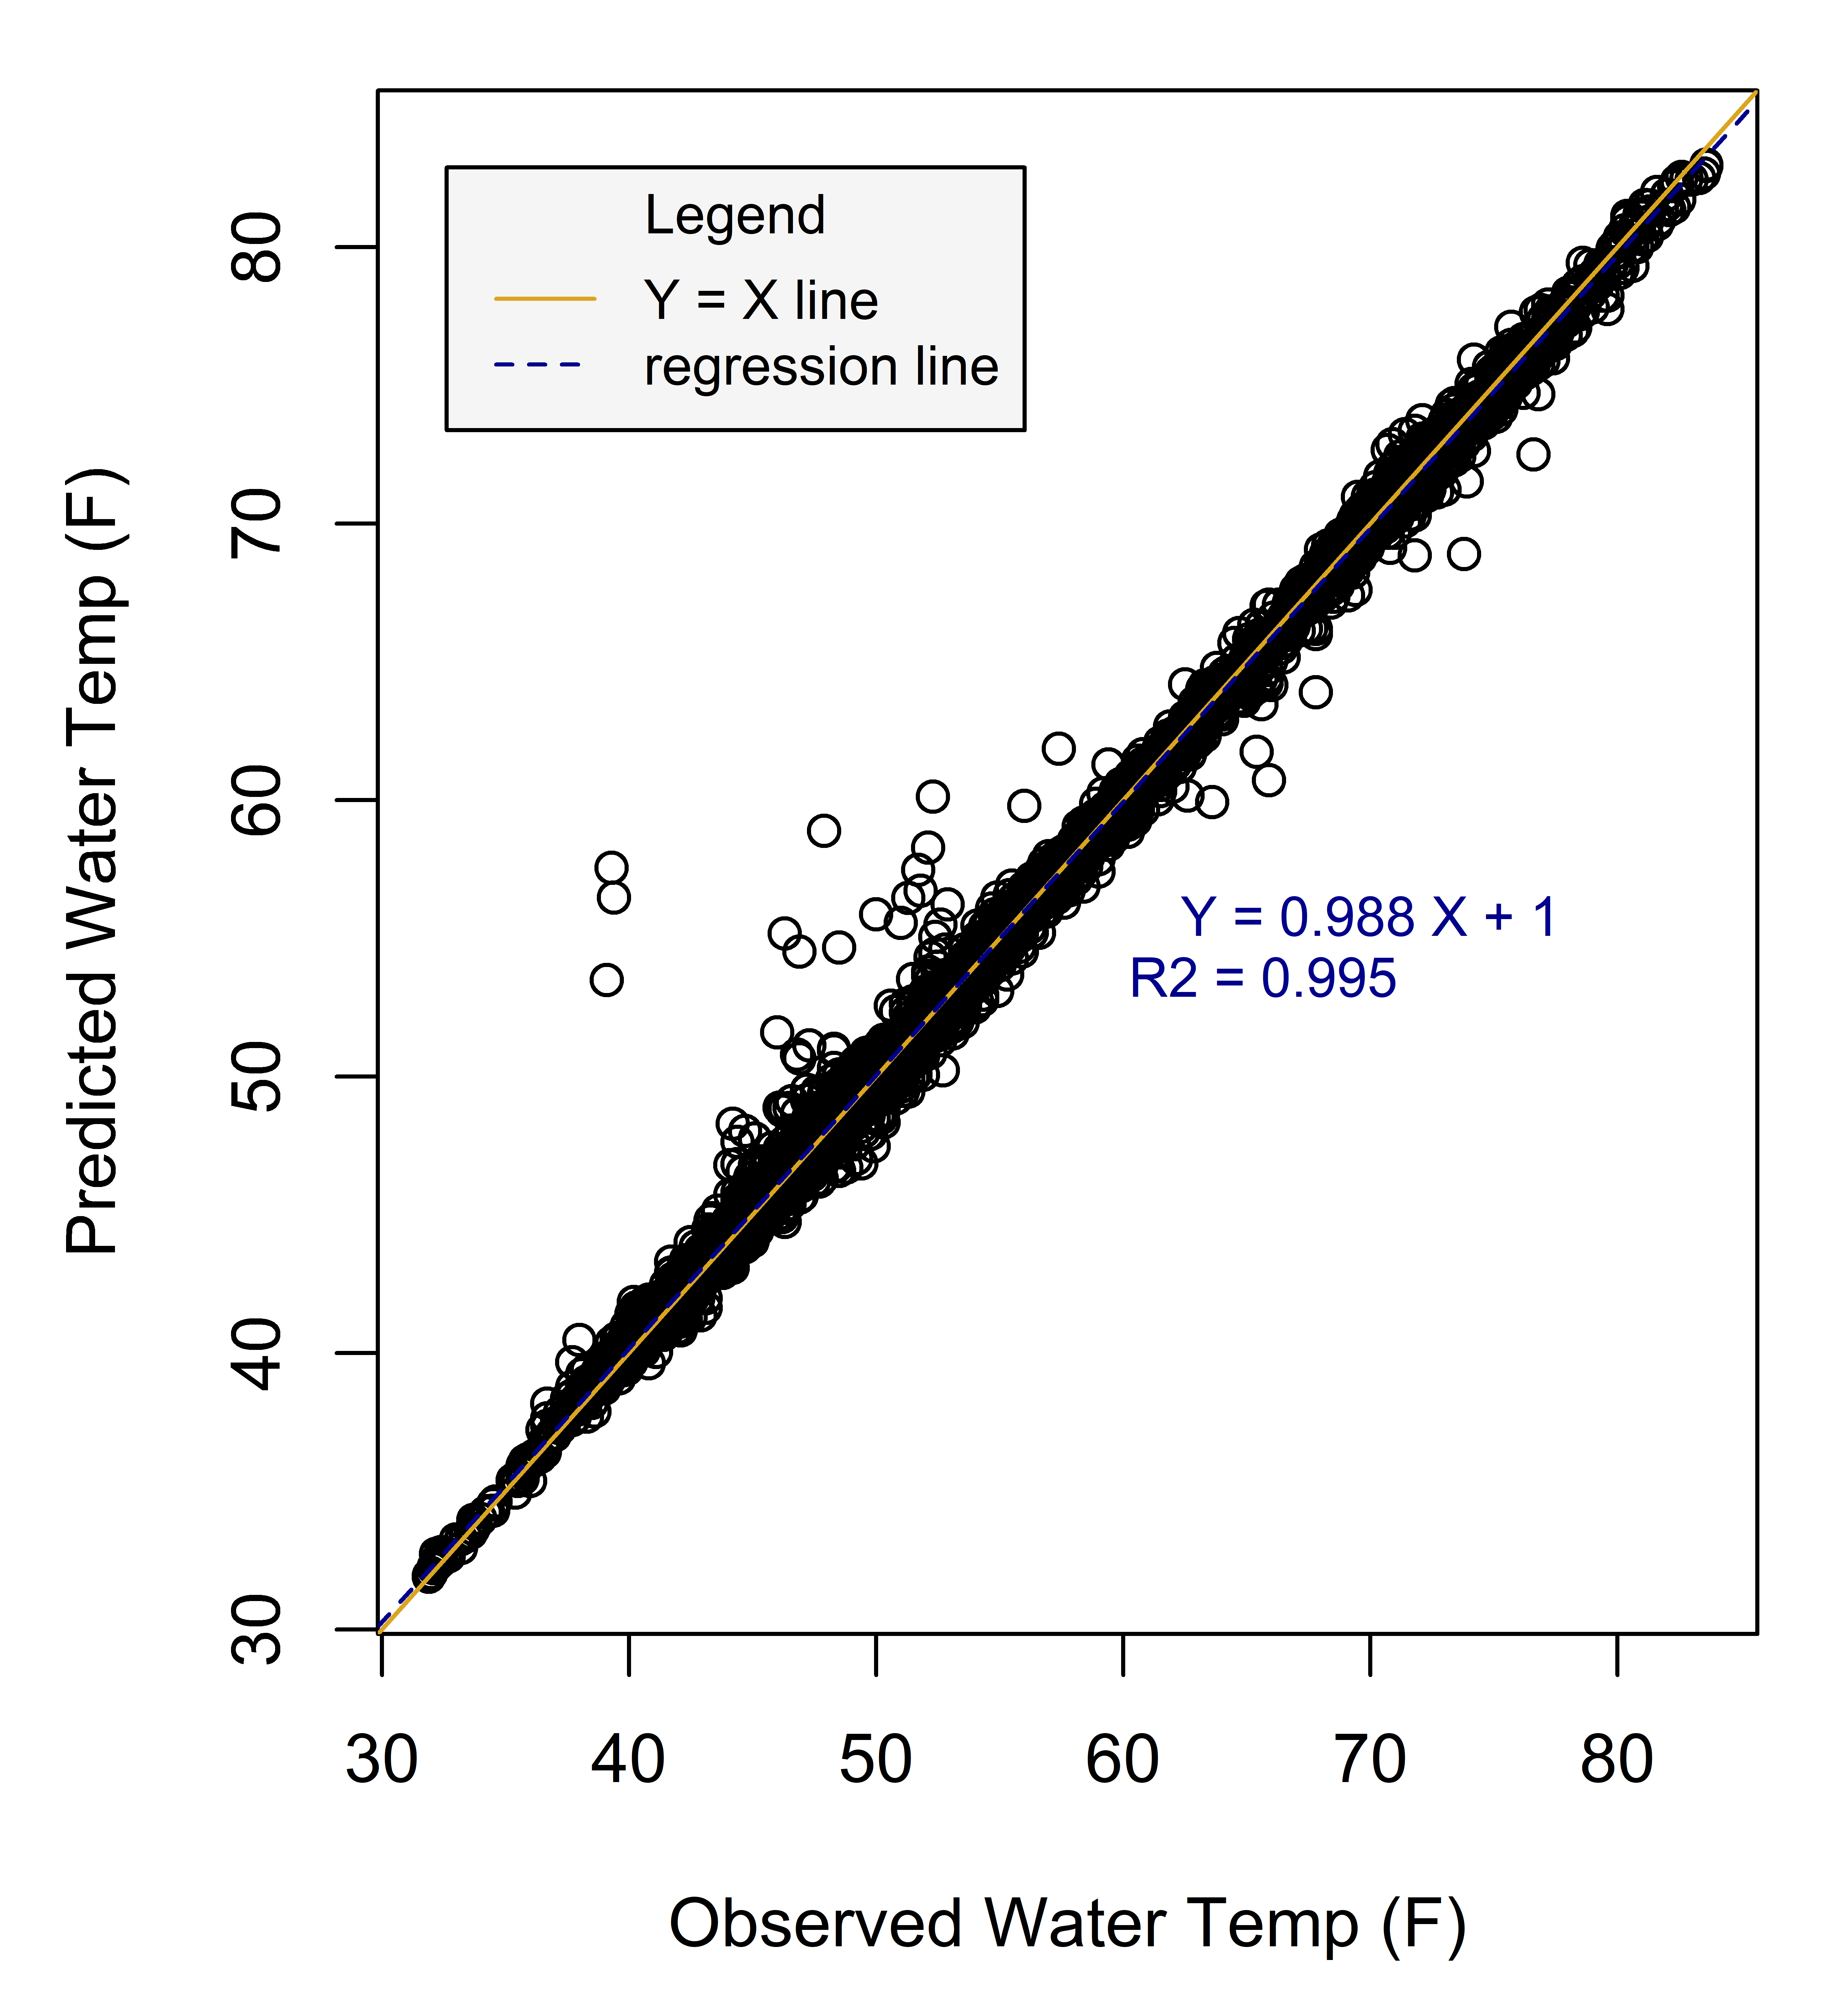 Legend
Y = X line
regression line
Y = 0.988 X + 1
R2 = 0.995
Predicted Water Temp (F)
80
70
60
50
40
30
30 40 50 60 70 80
Observed Water Temp (F)